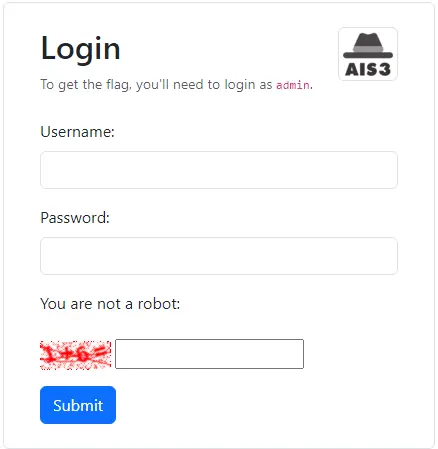 Login
AIS3
To get the flag, you'll need to login as admin.
Username:
Password:
You are not a robot:
1+6=
Submit